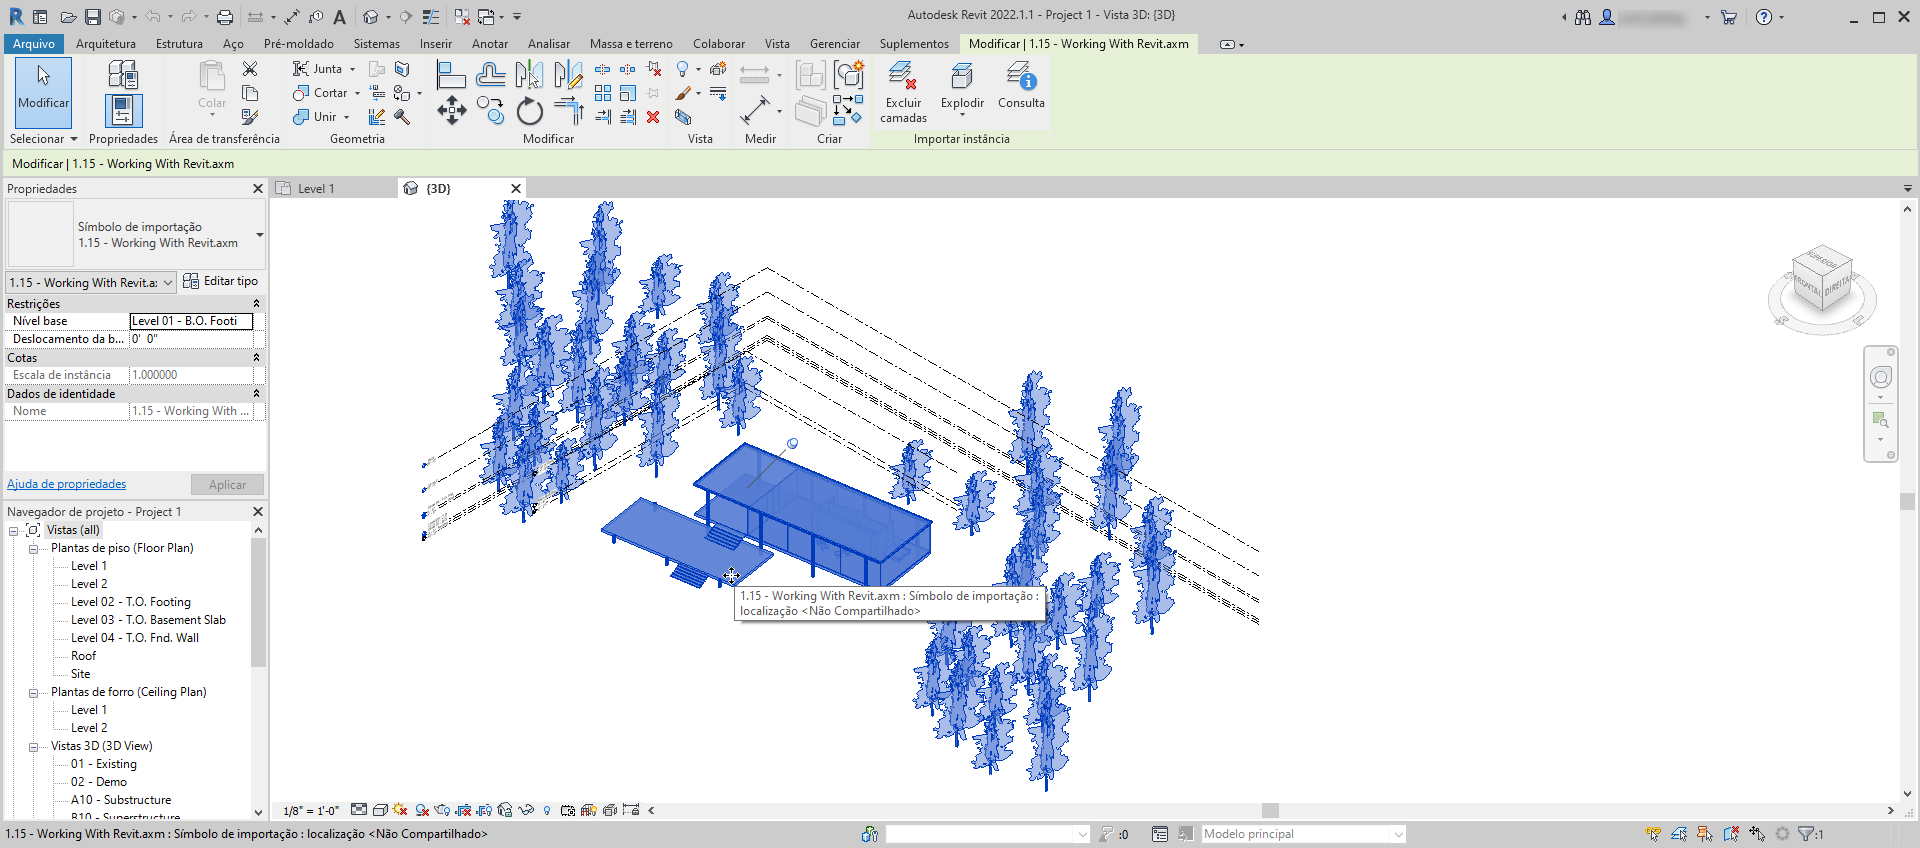 Autodesk Revit 2022.1.1 - Project 1 - Vista 3D: {3D}
Arquivo Arquitetura Estrutura Aço Pré-moldado Sistemas Inserir Anotar Analisar Massa e terreno Colaborar Vista Gerenciar Suplementos Modificar | 1.15 - Working With Revit.axm
Modificar Colar Junta Cortar Unir Excluir camadas Explodir Consulta
Selecionar Propriedades Área de transferência Geometria Modificar Vista Medir Criar Importar instância
Modificar | 1.15 - Working With Revit.axm
Propriedades
Level 1 {3D}
Símbolo de importação
1.15 - Working With Revit.axm
1.15 - Working With Revit.a: Editar tipo
Restrições
Nível base Level 01 - B.O. Footi
Deslocamento da b... 0' 0"
Cotas
Escala de instância 1.000000
Dados de identidade
Nome 1.15 - Working With ...
Ajuda de propriedades Aplicar
Navegador de projeto - Project 1
Vistas (all)
Plantas de piso (Floor Plan)
Level 1
Level 2
Level 02 - T.O. Footing
Level 03 - T.O. Basement Slab
Level 04 - T.O. Fnd. Wall
Roof
Site
Plantas de forro (Ceiling Plan)
Level 1
Level 2
Vistas 3D (3D View)
01 - Existing
02 - Demo
A10 - Substructure
B10 - Superstructure
SUPERIOR
FRONTAL DIREITA
1.15 - Working With Revit.axm : Símbolo de importação :
localização <Não Compartilhado>
1/8" = 1'-0"
1.15 - Working With Revit.axm : Símbolo de importação : localização <Não Compartilhado> :0 Modelo principal :1